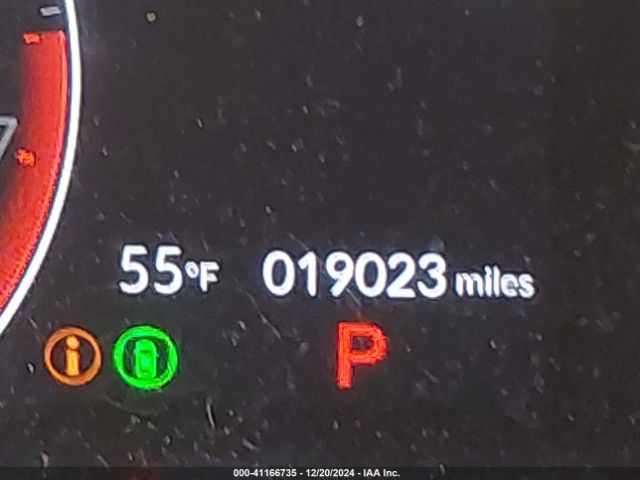 55°F 019023 miles
i P
000-41166735 - 12/20/2024 - IAA Inc.